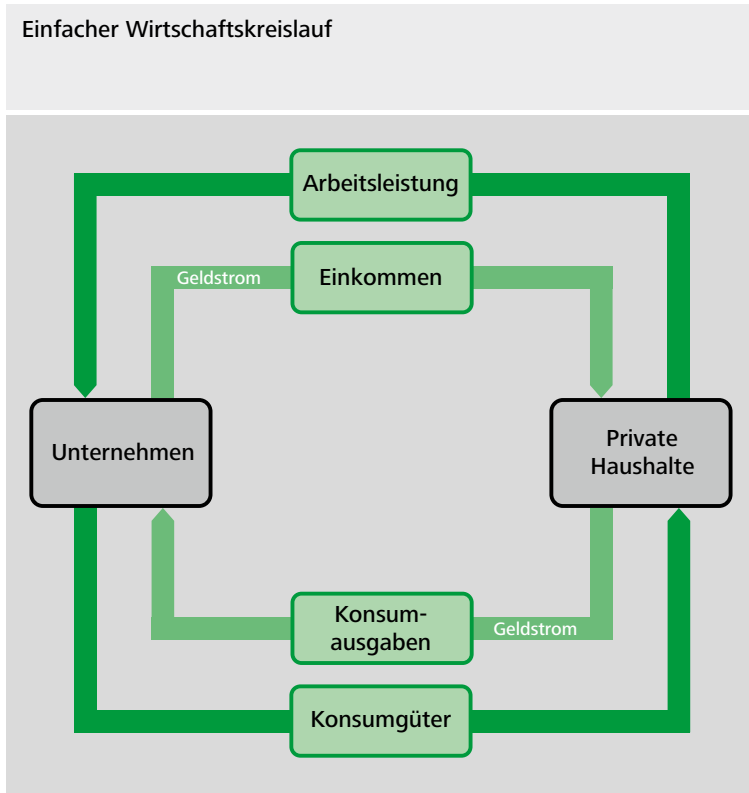 Einfacher Wirtschaftskreislauf
Arbeitsleistung
Geldstrom
Einkommen
Unternehmen
Private
Haushalte
Konsum-
ausgaben
Geldstrom
Konsumgüter